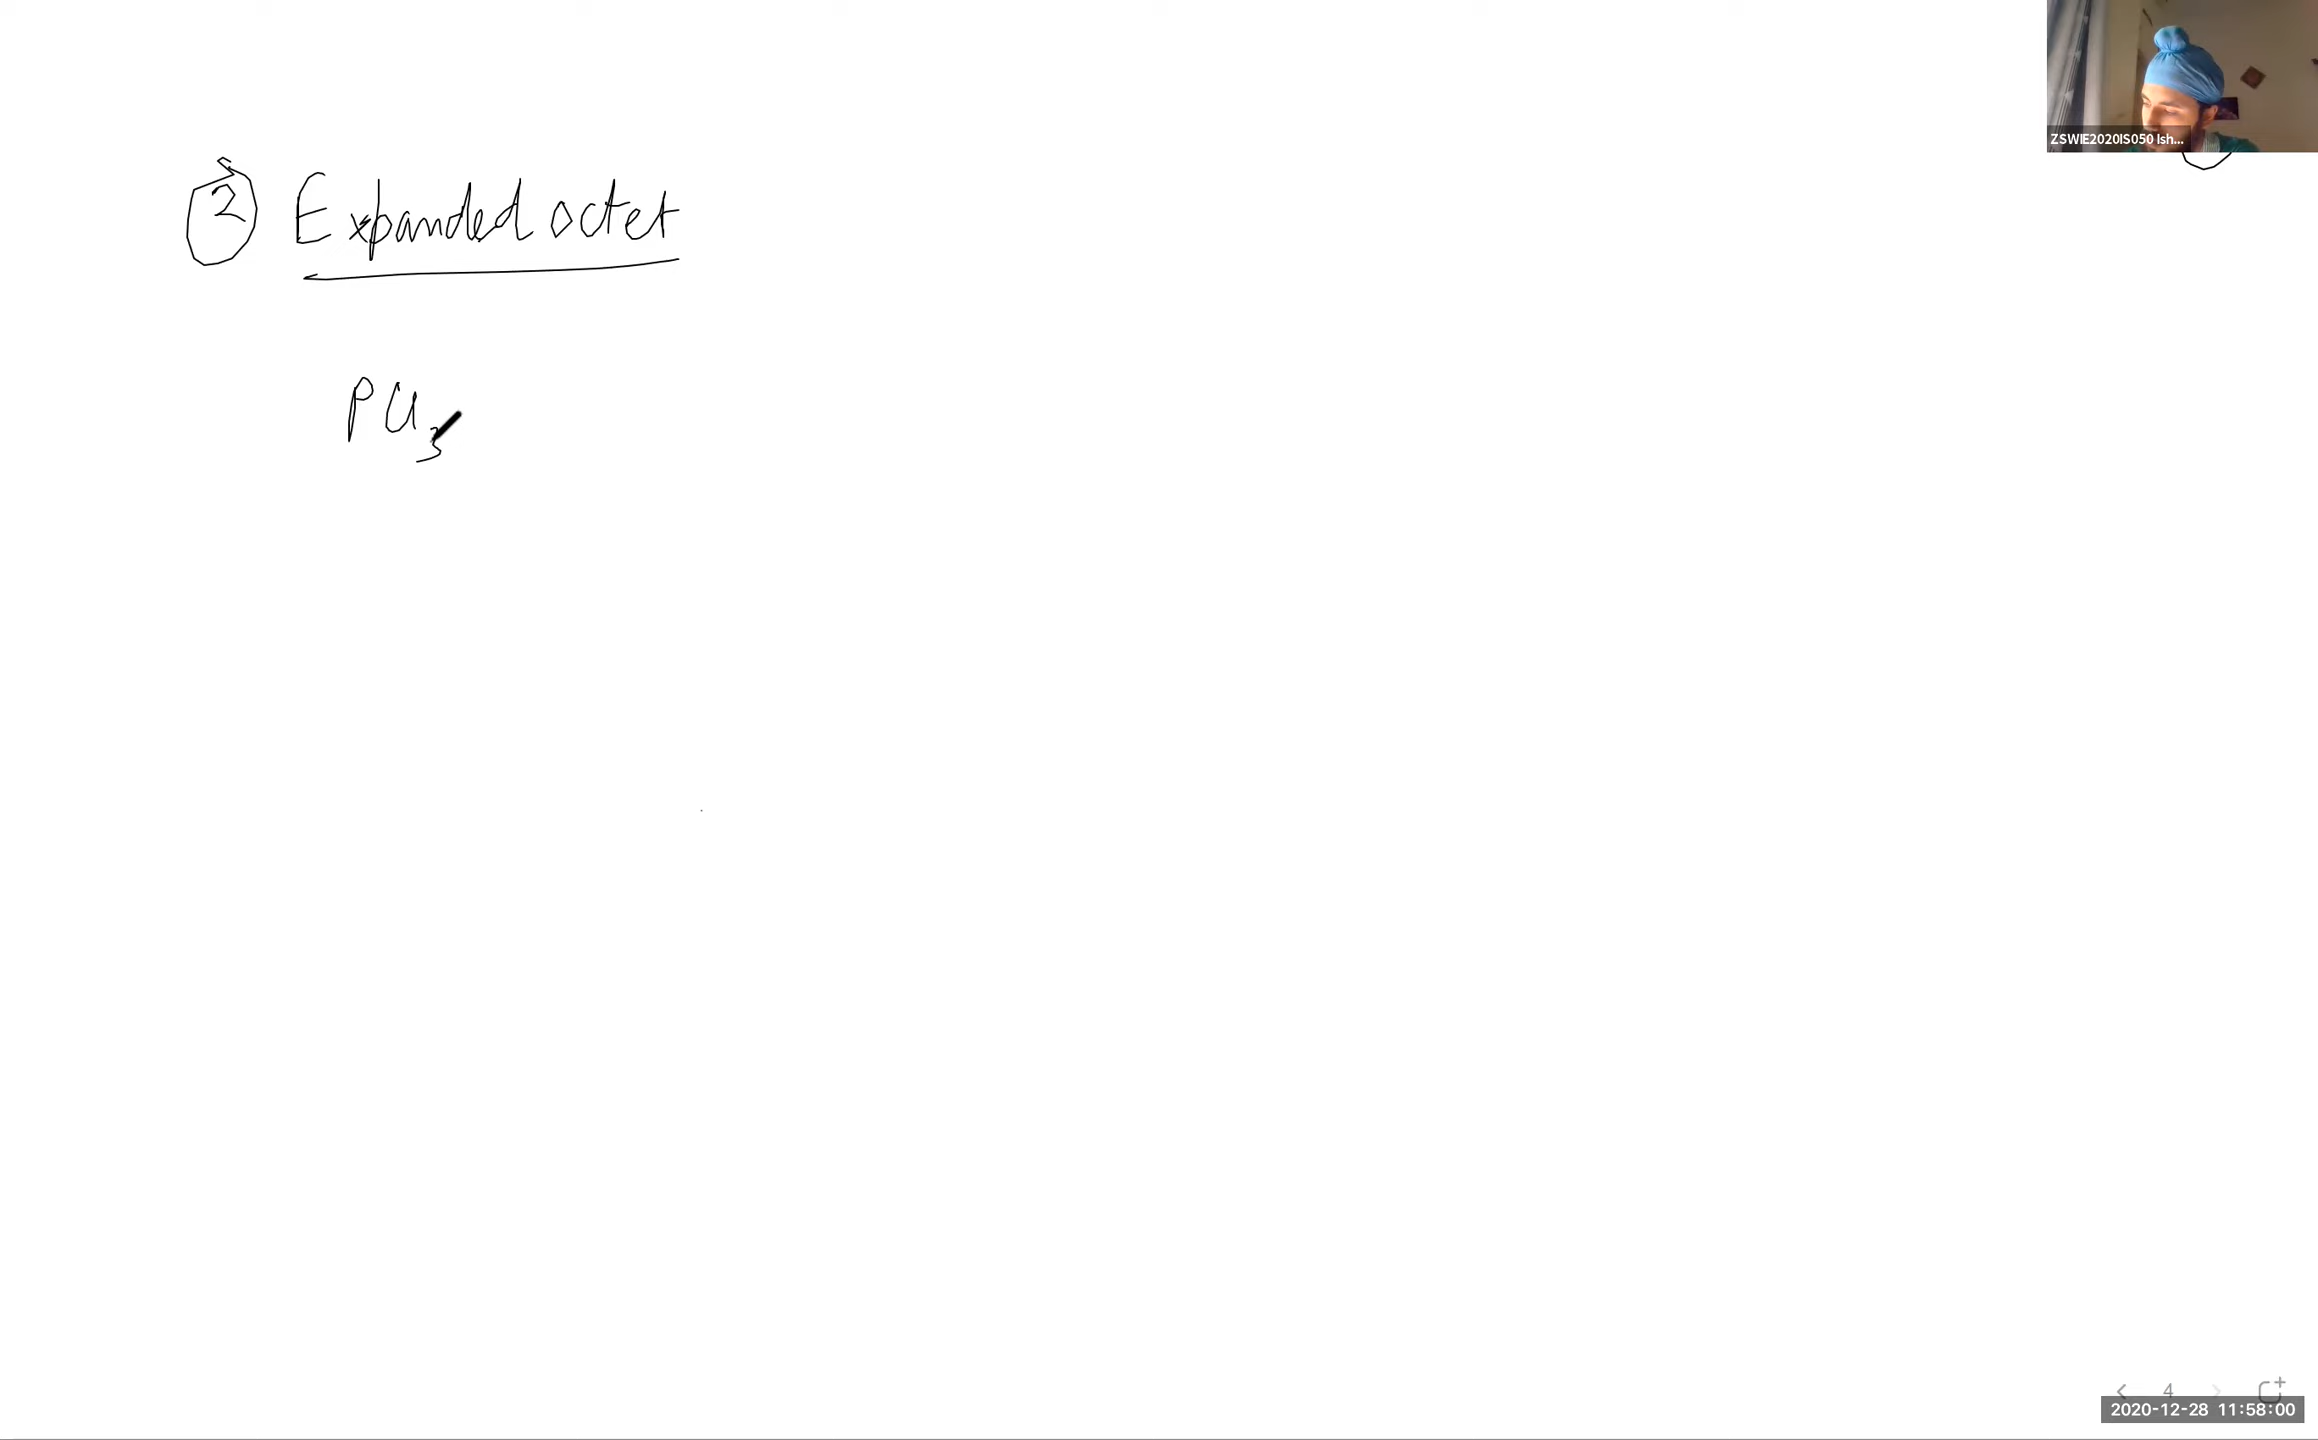 ZSWIE2020IS050 Ish...
② Expanded octet
PCl₃
4
2020-12-28 11:58:00